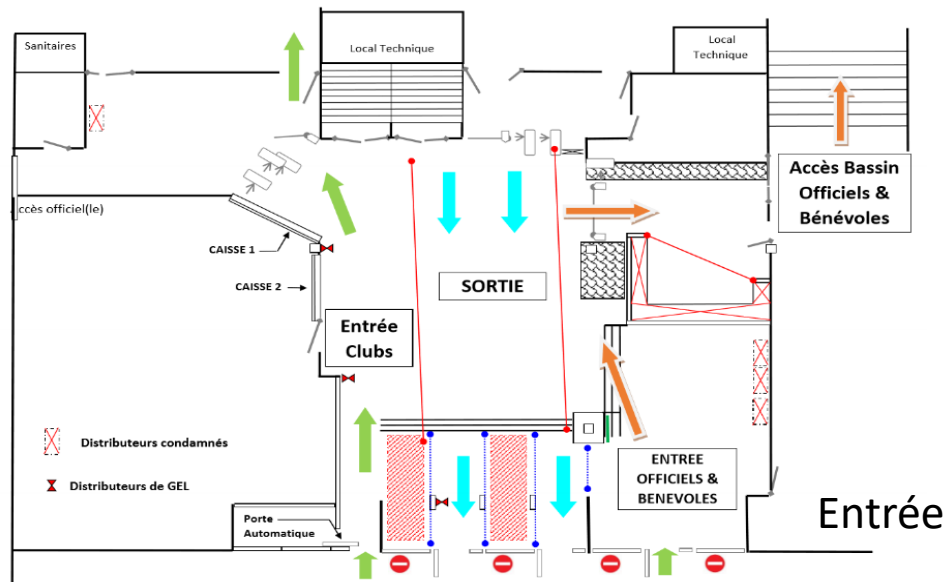 Sanitaires
Local Technique
Local
Technique
Accès Bassin
Officiels &
Bénévoles
ccès officiel(le)
CAISSE 1
CAISSE 2
SORTIE
Entrée
Clubs
Distributeurs condamnés
Distributeurs de GEL
ENTREE
OFFICIELS &
BENEVOLES
Porte
Automatique
Entrée